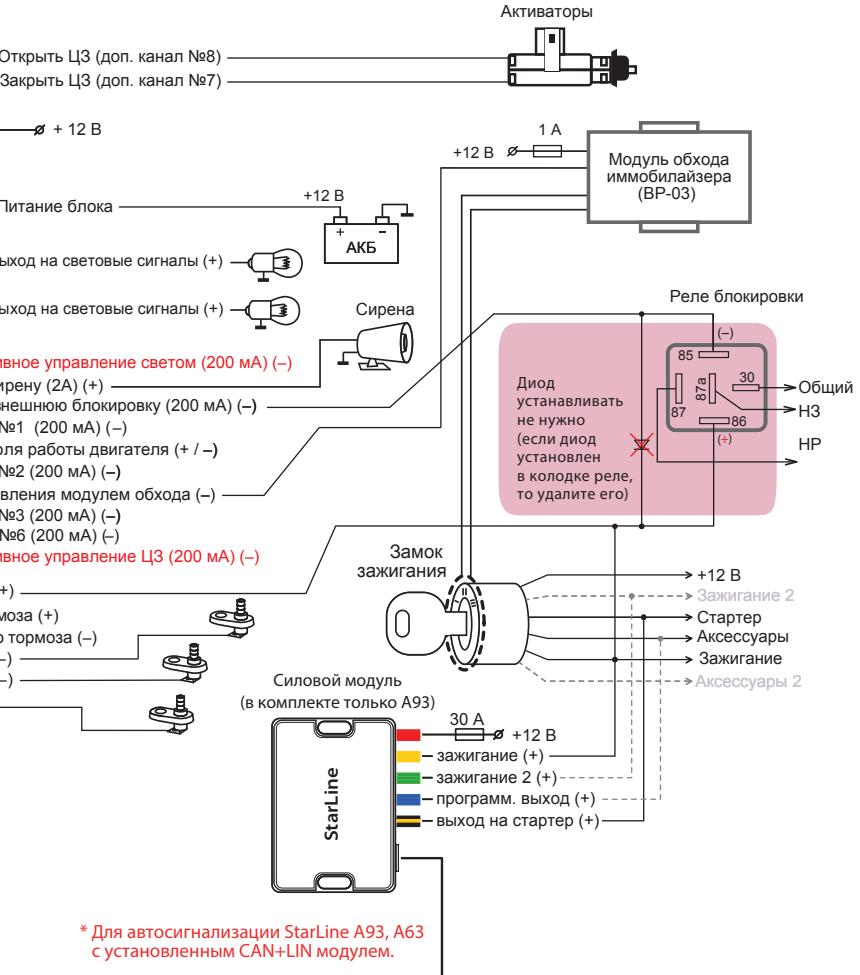 Активаторы
Открыть ЦЗ (доп. канал №8)
Закрыть ЦЗ (доп. канал №7)
+ 12 В
1 А
+12 В
Модуль обхода
иммобилайзера
(BP-03)
Питание блока
+12 В
+ –
АКБ
ыход на световые сигналы (+)
ыход на световые сигналы (+)
Сирена
Реле блокировки
ивное управление светом (200 мА) (–)
ирену (2А) (+)
внешнюю блокировку (200 мА) (–)
№1 (200 мА) (–)
оля работы двигателя (+ / –)
№2 (200 мА) (–)
авления модулем обхода (–)
№3 (200 мА) (–)
№6 (200 мА) (–)
ивное управление ЦЗ (200 мА) (–)
(–)
85
30
87а
87
86
(+)
Общий
НЗ
НР
Диод
устанавливать
не нужно
(если диод
установлен
в колодке реле,
то удалите его)
Замок
зажигания
+)
моза (+)
р тормоза (–)
–)
–)
+12 В
Зажигание 2
Стартер
Аксессуары
Зажигание
Аксессуары 2
Силовой модуль
(в комплекте только А93)
StarLine
30 А
+12 В
зажигание (+)
зажигание 2 (+)
программ. выход (+)
выход на стартер (+)
* Для автосигнализации StarLine A93, A63
с установленным CAN+LIN модулем.